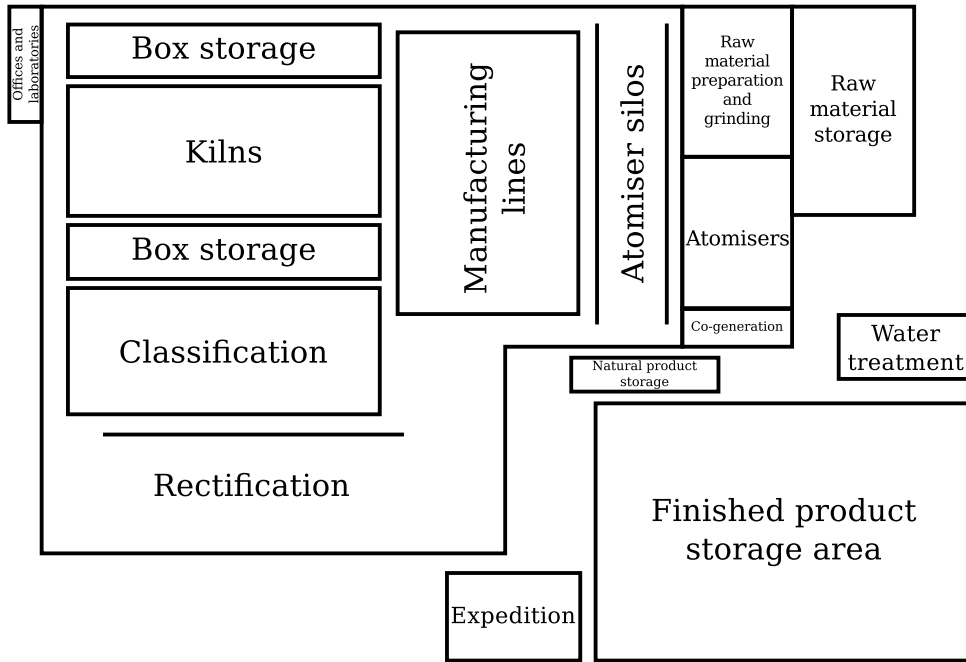 Offices and
laboratories
Box storage
Kilns
Box storage
Classification
Rectification
Manufacturing
lines
Atomiser silos
Raw
material
preparation
and
grinding
Raw
material
storage
Atomisers
Co-generation
Natural product
storage
Water
treatment
Finished product
storage area
Expedition